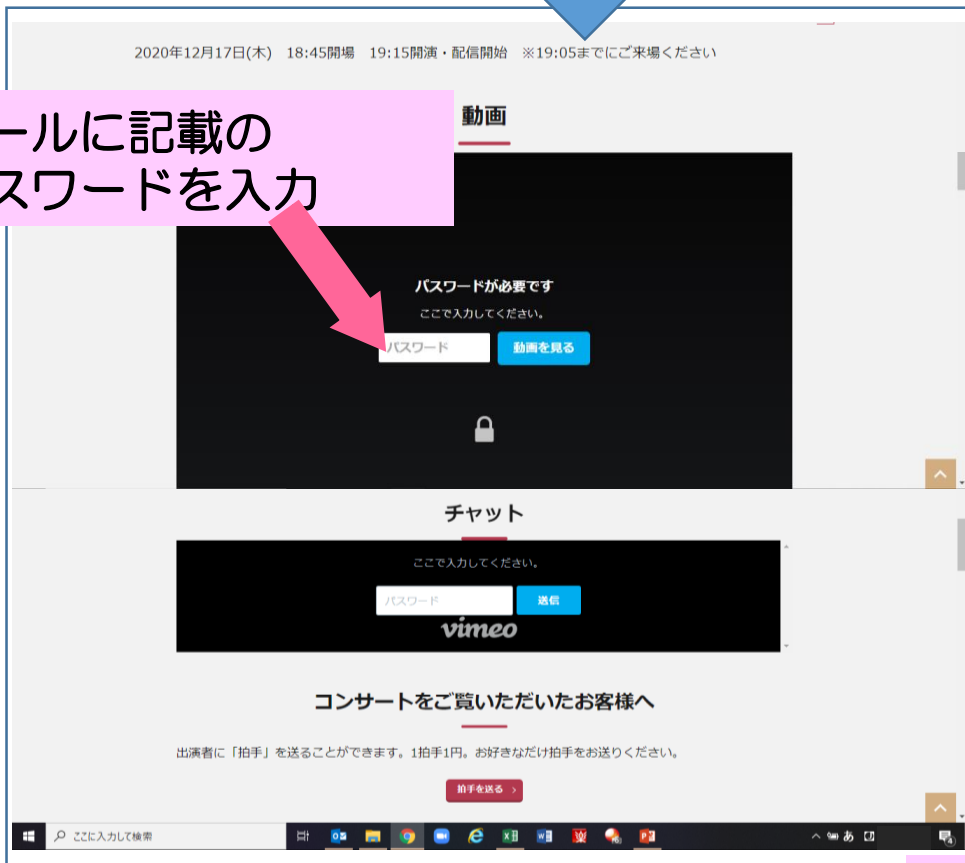 2020年12月17日(木) 18:45開場 19:15開演・配信開始 ※19:05までにご来場ください
動画
ールに記載の
スワードを入力
パスワードが必要です
ここで入力してください。
パスワード 動画を見る
チャット
ここで入力してください。
パスワード 送信
vimeo
コンサートをご覧いただいたお客様へ
出演者に「拍手」を送ることができます。1拍手1円。お好きなだけ拍手をお送りください。
拍手を送る >
ここに入力して検索 あ